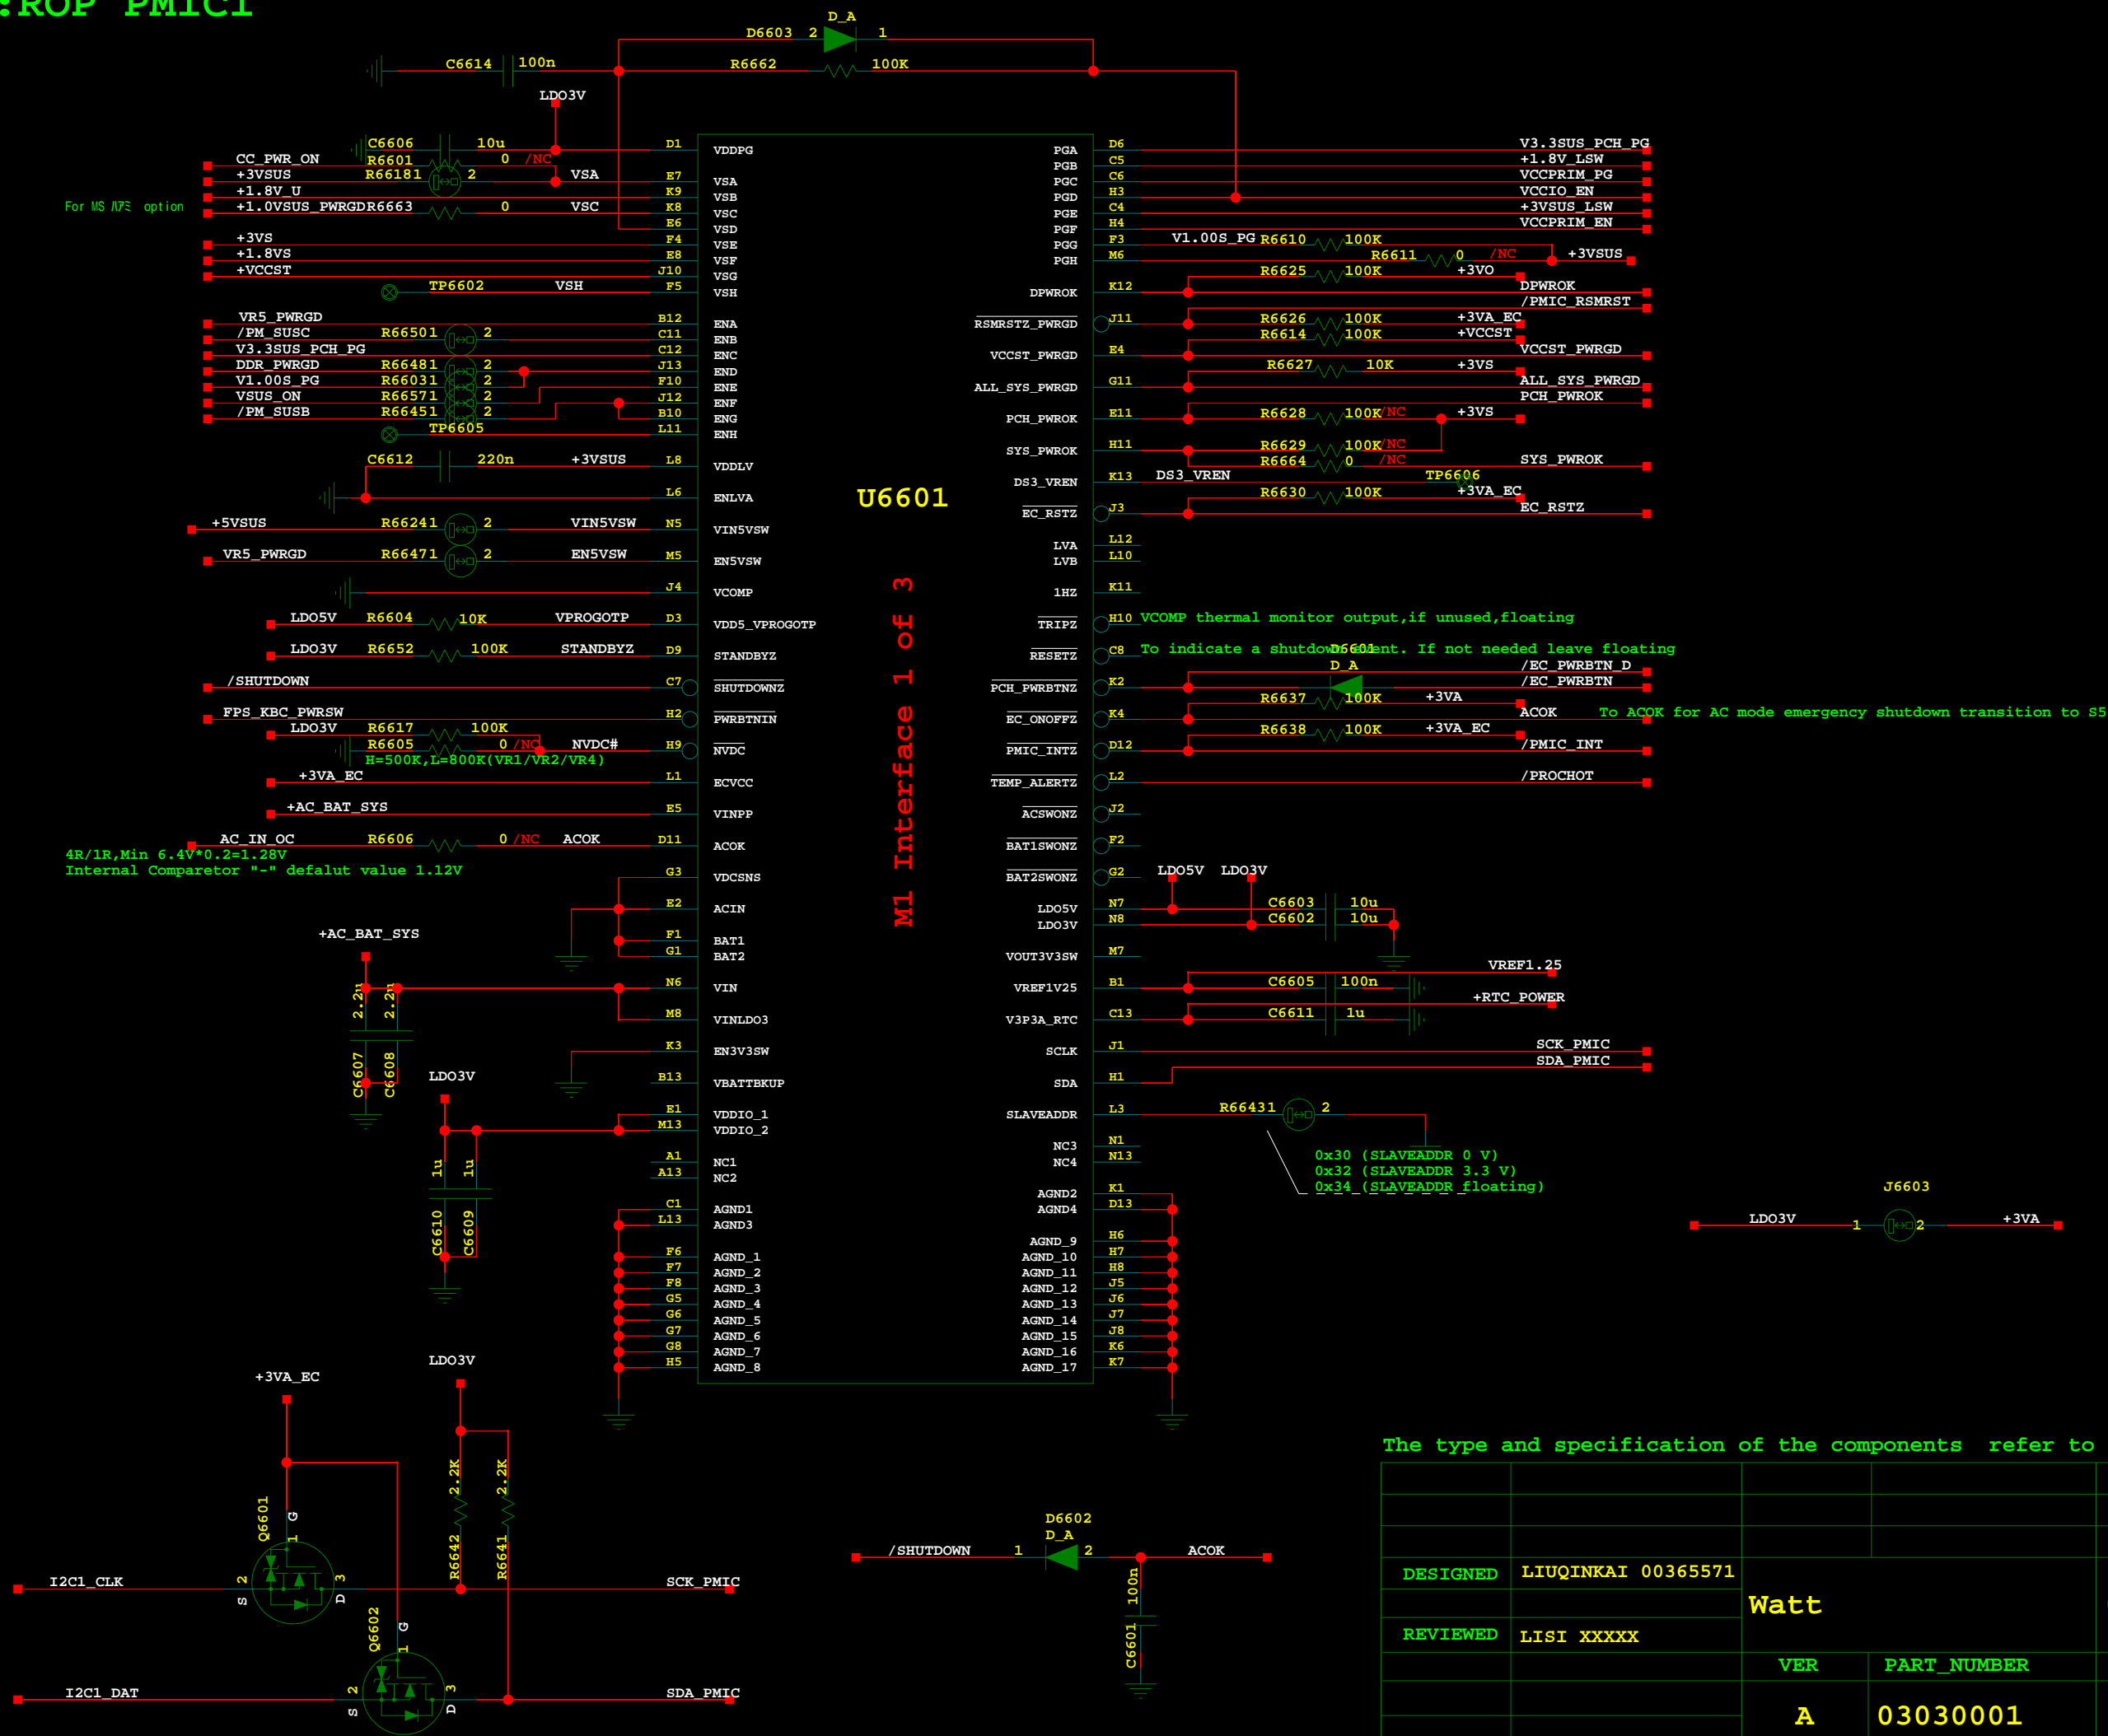 :ROP PMIC1
D_A
D6603 2 1
C6614 100n R6662 100K
LDO3V
C6606 10u D1 VDDPG
CC_PWR_ON R6601 0 /NC
+3VSUS R66181 2 VSA E7 VSA
+1.8V_U K9 VSB
For MS option
+1.0VSUS_PWRGD R6663 0 VSC K8 VSC
E6 VSD
+3VS F4 VSE
+1.8VS E8 VSF
+VCCST J10 VSG
TP6602 VSH F5 VSH
VR5_PWRGD B12 ENA
/PM_SUSC R66501 2 C11 ENB
V3.3SUS_PCH_PG C12 ENC
DDR_PWRGD R66481 2 J13 END
V1.00S_PG R66031 2 F10 ENE
VSUS_ON R66571 2 J12 ENF
/PM_SUSB R66451 2 B10 ENG
TP6605 L11 ENH
C6612 220n +3VSUS L8 VDDLV
L6 ENLVA
+5VSUS R66241 2 VIN5VSW N5 VIN5VSW
VR5_PWRGD R66471 2 EN5VSW M5 EN5VSW
J4 VCOMP
LDO5V R6604 10K VPROGOTP D3 VDD5_VPROGOTP
LDO3V R6652 100K STANDBYZ D9 STANDBYZ
/SHUTDOWN C7 SHUTDOWNZ
FPS_KBC_PWRSW H2 PWRBTNIN
LDO3V R6617 100K
R6605 0 /NC NVDC# H9 NVDC
H=500K,L=800K(VR1/VR2/VR4)
+3VA_EC L1 ECVCC
+AC_BAT_SYS E5 VINPP
AC_IN_OC R6606 0 /NC ACOK D11 ACOK
4R/1R,Min 6.4V*0.2=1.28V
Internal Comparetor "-" defalut value 1.12V
G3 VDCSNS
E2 ACIN
F1 BAT1
G1 BAT2
+AC_BAT_SYS
2.2u 2.2u
C6607 C6608
N6 VIN
M8 VINLDO3
K3 EN3V3SW
B13 VBATTBKUP
LDO3V
E1 VDDIO_1
M13 VDDIO_2
1u 1u
C6610 C6609
A1 NC1
A13 NC2
C1 AGND1
L13 AGND3
F6 AGND_1
F7 AGND_2
F8 AGND_3
G5 AGND_4
G6 AGND_5
G7 AGND_6
G8 AGND_7
H5 AGND_8
U6601
M1 Interface 1 of 3
PGA D6 V3.3SUS_PCH_PG
PGB C5 +1.8V_LSW
PGC C6 VCCPRIM_PG
PGD H3 VCCIO_EN
PGE C4 +3VSUS_LSW
PGF H4 VCCPRIM_EN
PGG F3 V1.00S_PG R6610 100K
PGH M6 R6611 0 /NC +3VSUS
R6625 100K +3VO
DPWROK K12 DPWROK
/PMIC_RSMRST
RSMRSTZ_PWRGD J11 R6626 100K +3VA_EC
R6614 100K +VCCST
VCCST_PWRGD E4 VCCST_PWRGD
R6627 10K +3VS
ALL_SYS_PWRGD G11 ALL_SYS_PWRGD
PCH_PWROK
PCH_PWROK E11 R6628 100K /NC +3VS
SYS_PWROK H11 R6629 100K /NC
R6664 0 /NC SYS_PWROK
DS3_VREN K13 DS3_VREN TP6606
R6630 100K +3VA_EC
EC_RSTZ J3 EC_RSTZ
LVA L12
LVB L10
1HZ K11
TRIPZ H10 VCOMP thermal monitor output,if unused,floating
RESETZ C8 To indicate a shutdown event. If not needed leave floating
D6601
D_A /EC_PWRBTN_D
PCH_PWRBTNZ K2 /EC_PWRBTN
R6637 100K +3VA
EC_ONOFFZ K4 ACOK To ACOK for AC mode emergency shutdown transition to S5
R6638 100K +3VA_EC
PMIC_INTZ D12 /PMIC_INT
TEMP_ALERTZ L2 /PROCHOT
ACSWONZ J2
BAT1SWONZ F2
BAT2SWONZ G2
LDO5V LDO3V
LDO5V N7 C6603 10u
LDO3V N8 C6602 10u
VOUT3V3SW M7
VREF1.25
VREF1V25 B1 C6605 100n
+RTC_POWER
V3P3A_RTC C13 C6611 1u
SCLK J1 SCK_PMIC
SDA H1 SDA_PMIC
SLAVEADDR L3 R66431 2
NC3 N1
NC4 N13
0x30 (SLAVEADDR 0 V)
0x32 (SLAVEADDR 3.3 V)
0x34 (SLAVEADDR floating)
AGND2 K1
AGND4 D13
AGND_9 H6
AGND_10 H7
AGND_11 H8
AGND_12 J5
AGND_13 J6
AGND_14 J7
AGND_15 J8
AGND_16 K6
AGND_17 K7
J6603
LDO3V 1 2 +3VA
+3VA_EC LDO3V
2.2K 2.2K
R6642 R6641
Q6601 G 1
I2C1_CLK S 2 D 3 SCK_PMIC
Q6602 G 1
I2C1_DAT S 2 D 3 SDA_PMIC
D6602
D_A
/SHUTDOWN 1 2 ACOK
100n
C6601
The type and specification of the components refer to
DESIGNED LIUQINKAI 00365571
Watt
REVIEWED LISI XXXXX
VER PART_NUMBER
A 03030001